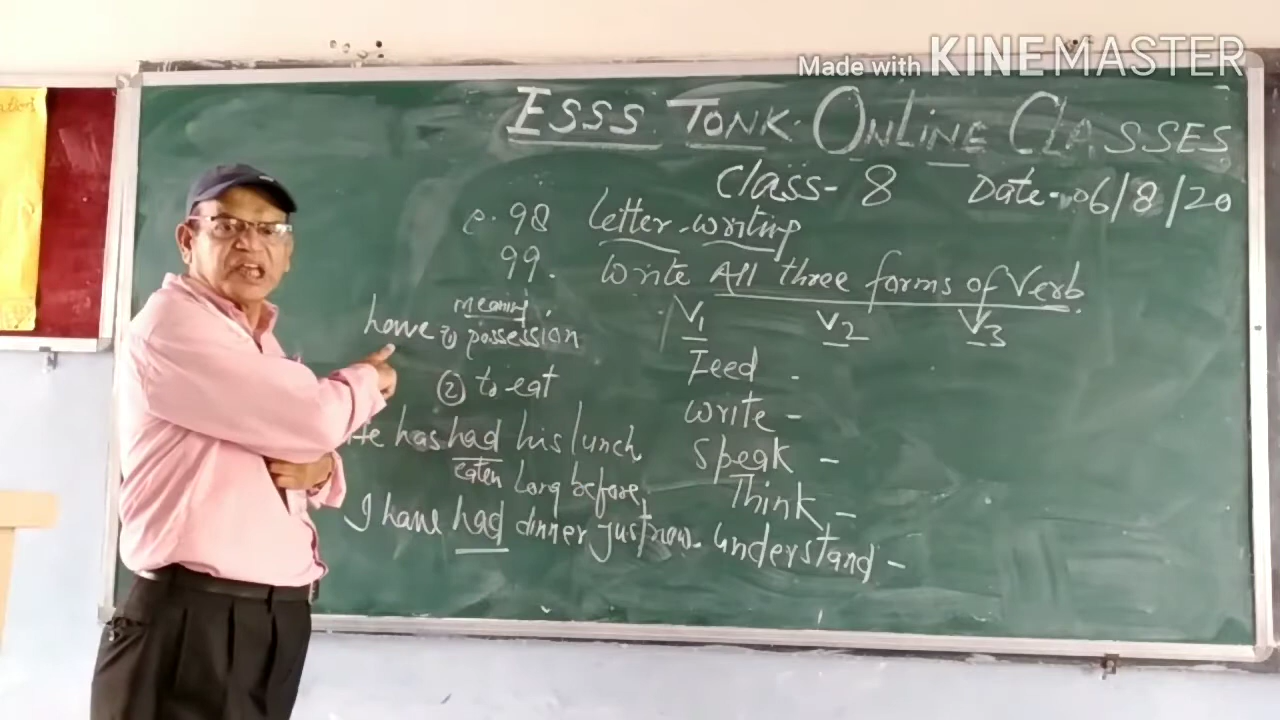 Made with KINEMASTER
ation
ESSS TONK ONLINE CLASSES
Class - 8 Date - 06/8/20
e. 98 Letter-writing
99. Write All three forms of Verb
meaning.
have ① possession
② to eat
He has had his lunch
eaten long before.
I have had dinner just now.
V1 V2 V3
Feed -
Write -
Speak -
Think -
Understand -